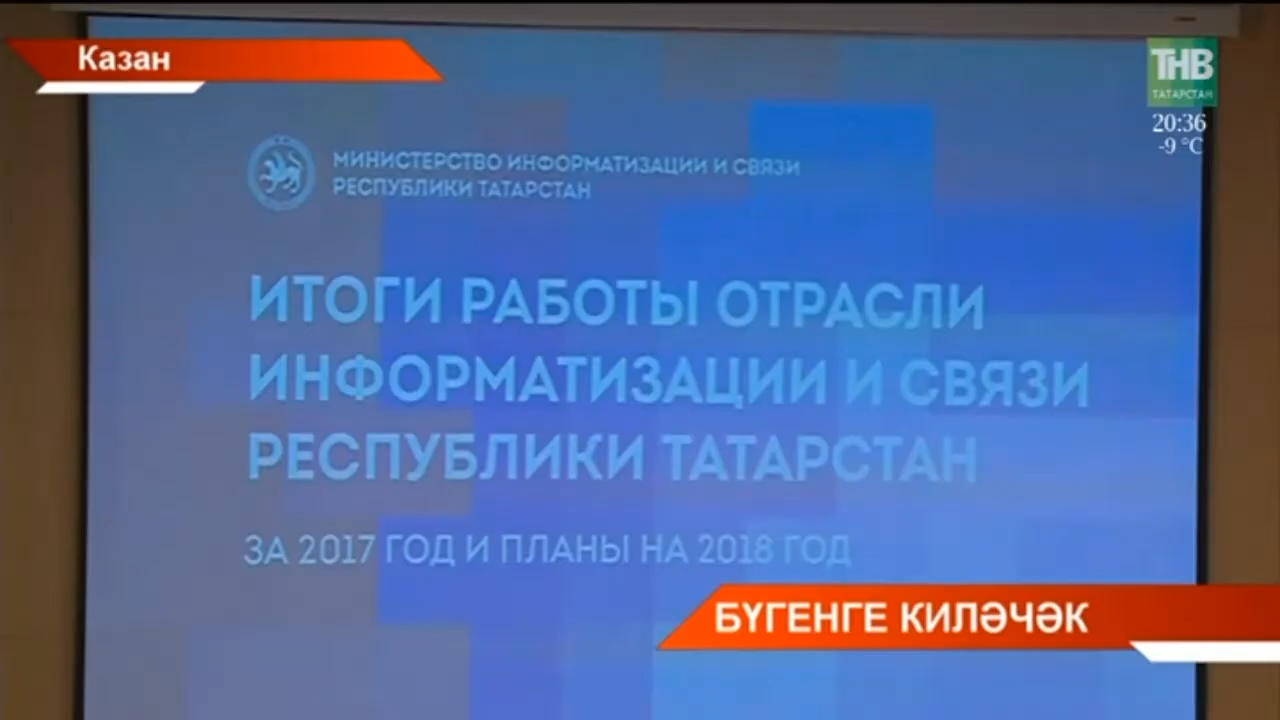 Казан
ТНВ
ТАТАРСТАН
20:36
-9 °C
МИНИСТЕРСТВО ИНФОРМАТИЗАЦИИ И СВЯЗИ
РЕСПУБЛИКИ ТАТАРСТАН
ИТОГИ РАБОТЫ ОТРАСЛИ
ИНФОРМАТИЗАЦИИ И СВЯЗИ
РЕСПУБЛИКИ ТАТАРСТАН
ЗА 2017 ГОД И ПЛАНЫ НА 2018 ГОД
БҮГЕНГЕ КИЛӘЧӘК